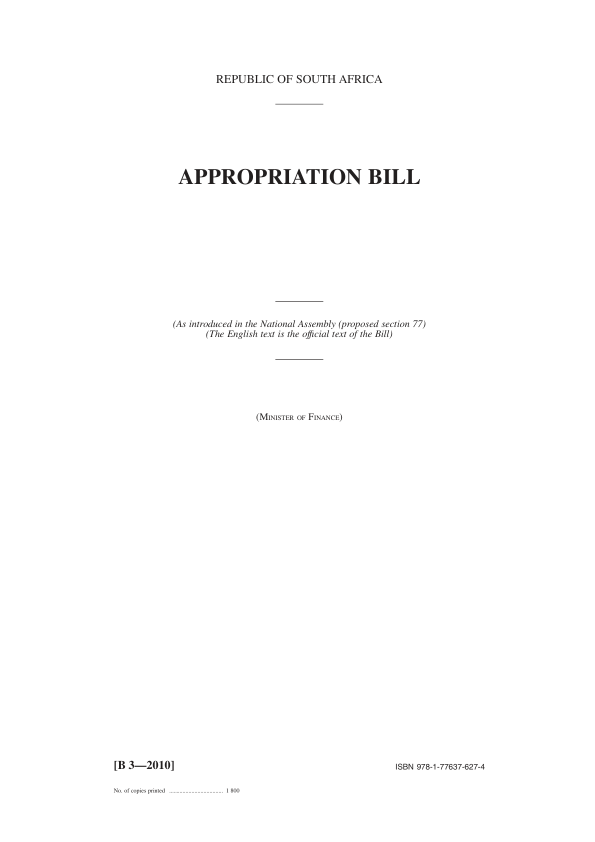 REPUBLIC OF SOUTH AFRICA
APPROPRIATION BILL
(As introduced in the National Assembly (proposed section 77)
(The English text is the official text of the Bill)
(Minister of Finance)
[B 3—2010] ISBN 978-1-77637-627-4
No. of copies printed ................................ 1 800